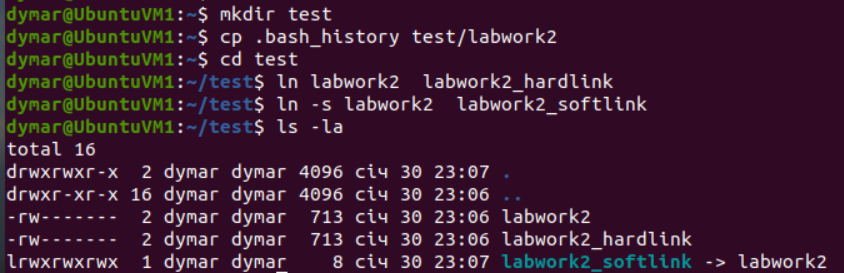 dymar@UbuntuVM1:~$ mkdir test
dymar@UbuntuVM1:~$ cp .bash_history test/labwork2
dymar@UbuntuVM1:~$ cd test
dymar@UbuntuVM1:~/test$ ln labwork2  labwork2_hardlink
dymar@UbuntuVM1:~/test$ ln -s labwork2  labwork2_softlink
dymar@UbuntuVM1:~/test$ ls -la
total 16
drwxrwxr-x  2 dymar dymar 4096 січ 30 23:07 .
drwxr-xr-x 16 dymar dymar 4096 січ 30 23:06 ..
-rw-------  2 dymar dymar  713 січ 30 23:06 labwork2
-rw-------  2 dymar dymar  713 січ 30 23:06 labwork2_hardlink
lrwxrwxrwx  1 dymar dymar    8 січ 30 23:07 labwork2_softlink -> labwork2